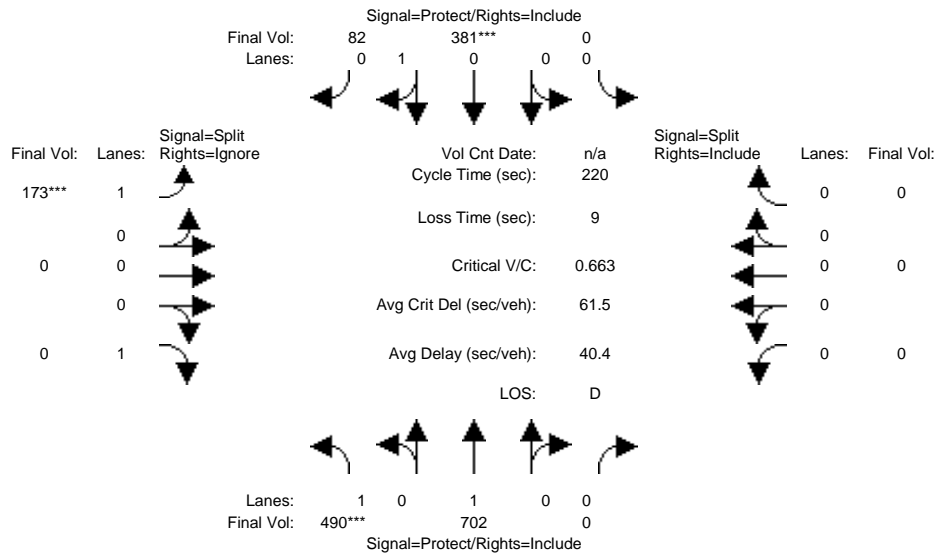 Signal=Protect/Rights=Include
Final Vol: 82 381*** 0
Lanes: 0 1 0 0 0
Signal=Split
Final Vol: Lanes: Rights=Ignore
Vol Cnt Date: n/a
Signal=Split
Rights=Include Lanes: Final Vol:
Cycle Time (sec): 220
173*** 1
0 0
Loss Time (sec): 9
0
0
0 0
Critical V/C: 0.663
0 0
0
Avg Crit Del (sec/veh): 61.5
0
0 1
Avg Delay (sec/veh): 40.4
0 0
LOS: D
Lanes: 1 0 1 0 0
Final Vol: 490*** 702 0
Signal=Protect/Rights=Include